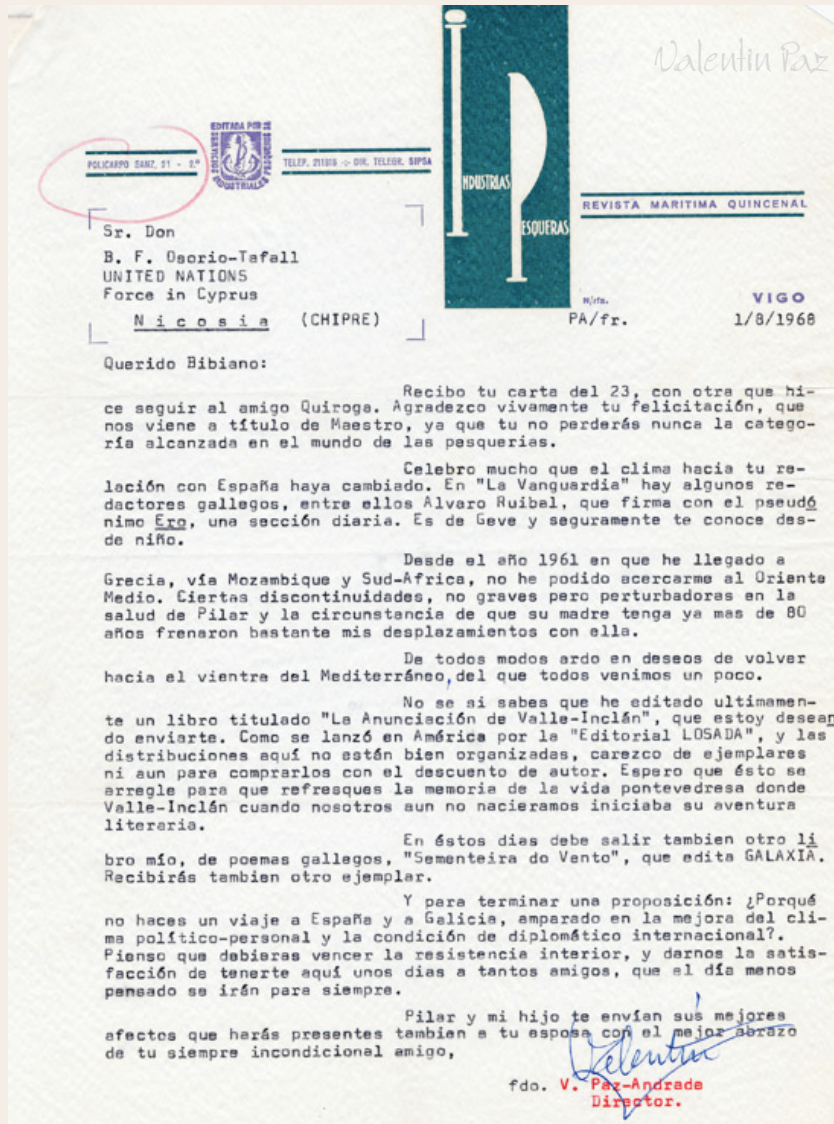 Valentín Paz
EDITADA POR
SERVICIOS INDUSTRIALES PESQUEROS SA
POLICARPO SANZ, 21 - 2.º
TELEF. 211916 -:- DIR. TELEGR. SIPSA
INDUSTRIAS
PESQUERAS
REVISTA MARITIMA QUINCENAL
Sr. Don
B. F. Osorio-Tafall
UNITED NATIONS
Force in Cyprus
N i c o s i a (CHIPRE)
N/rfa.
PA/fr.
VIGO
1/8/1968
Querido Bibiano:
Recibo tu carta del 23, con otra que hi-
ce seguir al amigo Quiroga. Agradezco vivamente tu felicitación, que
nos viene a título de Maestro, ya que tu no perderás nunca la catego-
ría alcanzada en el mundo de las pesquerias.
Celebro mucho que el clima hacia tu re-
lación con España haya cambiado. En "La Vanguardia" hay algunos re-
dactores gallegos, entre ellos Alvaro Ruibal, que firma con el pseudó
nimo Ero, una sección diaria. Es de Geve y seguramente te conoce des-
de niño.
Desde el año 1961 en que he llegado a
Grecia, vía Mozambique y Sud-Africa, no he podido acercarme al Oriente
Medio. Ciertas discontinuidades, no graves pero perturbadoras en la
salud de Pilar y la circunstancia de que su madre tenga ya mas de 80
años frenaron bastante mis desplazamientos con ella.
De todos modos ardo en deseos de volver
hacia el vientre del Mediterráneo, del que todos venimos un poco.
No se si sabes que he editado ultimamen-
te un libro titulado "La Anunciación de Valle-Inclán", que estoy desean
do enviarte. Como se lanzó en América por la "Editorial LOSADA", y las
distribuciones aquí no están bien organizadas, carezco de ejemplares
ni aun para comprarlos con el descuento de autor. Espero que ésto se
arregle para que refresques la memoria de la vida pontevedresa donde
Valle-Inclán cuando nosotros aun no nacieramos iniciaba su aventura
literaria.
En éstos dias debe salir tambien otro li
bro mío, de poemas gallegos, "Sementeira do Vento", que edita GALAXIA.
Recibirás tambien otro ejemplar.
Y para terminar una proposición: ¿Porqué
no haces un viaje a España y a Galicia, amparado en la mejora del cli-
ma político-personal y la condición de diplomático internacional?.
Pienso que debieras vencer la resistencia interior, y darnos la satis-
facción de tenerte aquí unos dias a tantos amigos, que el día menos
pensado se irán para siempre.
Pilar y mi hijo te envían sus mejores
afectos que harás presentes tambien a tu esposa con el mejor abrazo
de tu siempre incondicional amigo,
Valentín
fdo. V. Paz-Andrade
Director.